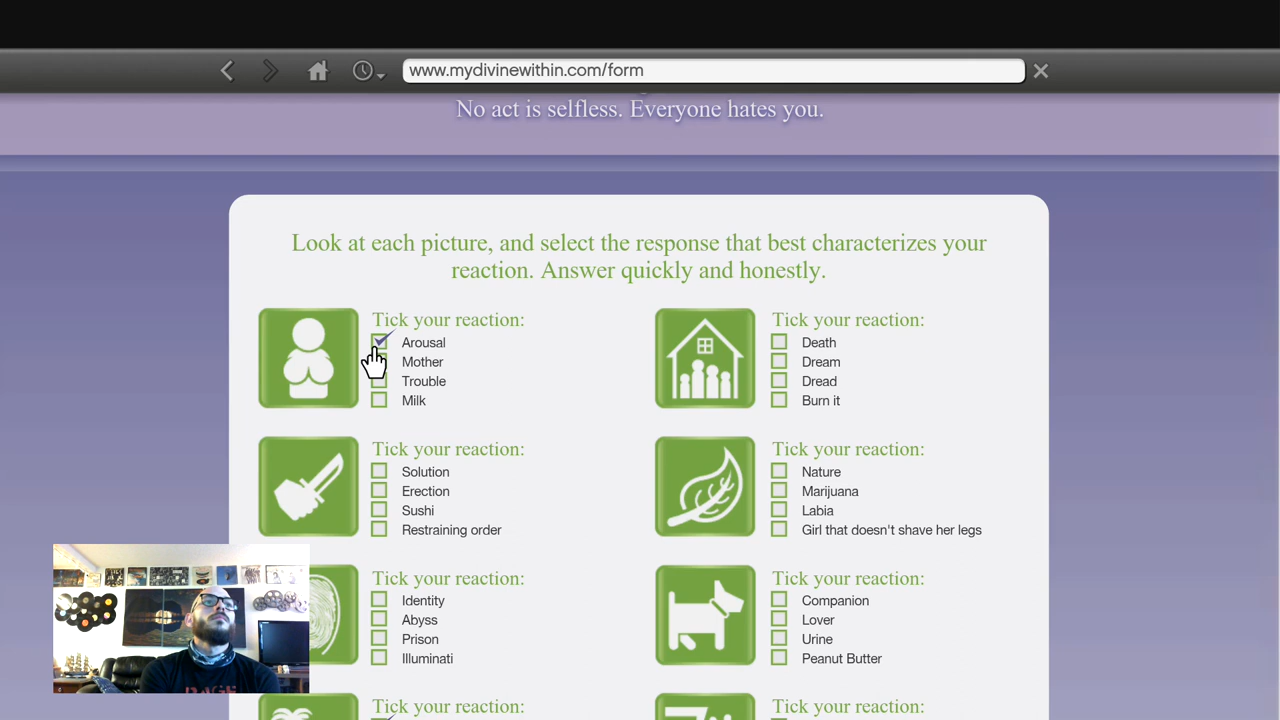 www.mydivinewithin.com/form
No act is selfless. Everyone hates you.
Look at each picture, and select the response that best characterizes your
reaction. Answer quickly and honestly.
Tick your reaction:
Arousal
Mother
Trouble
Milk
Tick your reaction:
Death
Dream
Dread
Burn it
Tick your reaction:
Solution
Erection
Sushi
Restraining order
Tick your reaction:
Nature
Marijuana
Labia
Girl that doesn't shave her legs
Tick your reaction:
Identity
Abyss
Prison
Illuminati
Tick your reaction:
Companion
Lover
Urine
Peanut Butter
Tick your reaction:
Tick your reaction: